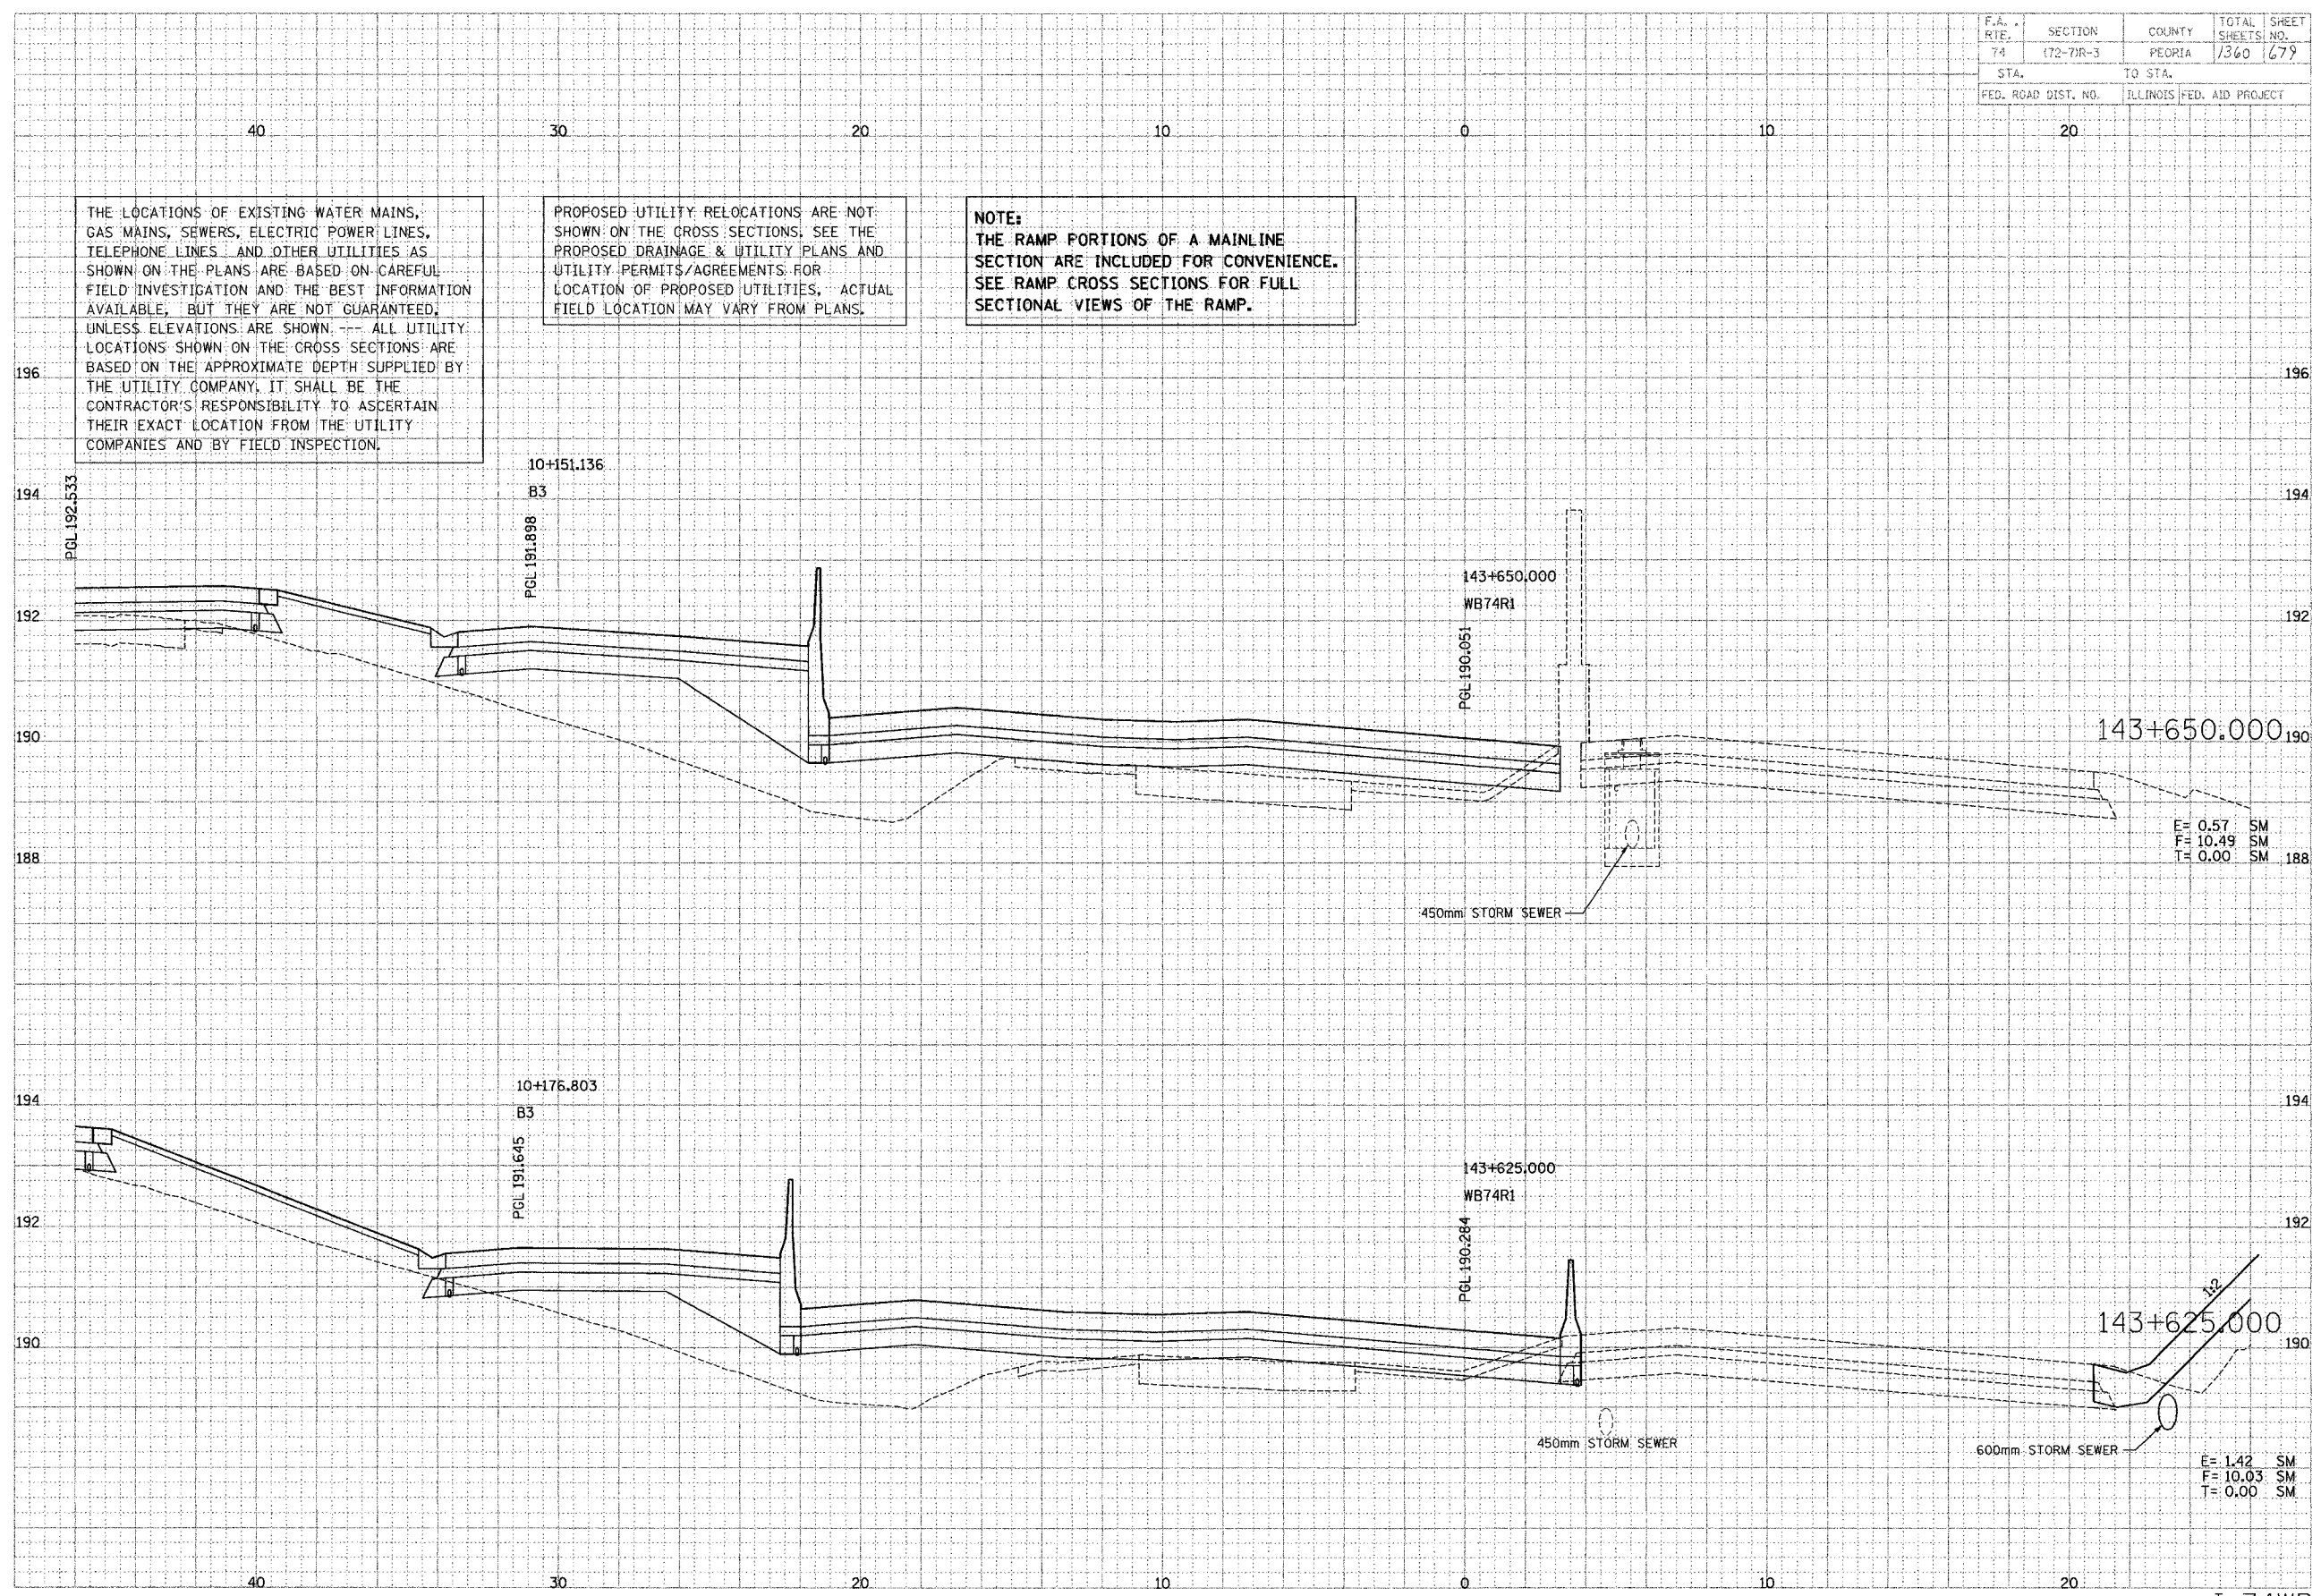 F.A. RTE. SECTION COUNTY TOTAL SHEETS SHEET NO.
74 (72-7)R-3 PEORIA 1360 679
STA. TO STA.
FED. ROAD DIST. NO. ILLINOIS FED. AID PROJECT
40 30 20 10 0 10 20
THE LOCATIONS OF EXISTING WATER MAINS,
GAS MAINS, SEWERS, ELECTRIC POWER LINES,
TELEPHONE LINES AND OTHER UTILITIES AS
SHOWN ON THE PLANS ARE BASED ON CAREFUL
FIELD INVESTIGATION AND THE BEST INFORMATION
AVAILABLE, BUT THEY ARE NOT GUARANTEED.
UNLESS ELEVATIONS ARE SHOWN --- ALL UTILITY
LOCATIONS SHOWN ON THE CROSS SECTIONS ARE
BASED ON THE APPROXIMATE DEPTH SUPPLIED BY
THE UTILITY COMPANY. IT SHALL BE THE
CONTRACTOR'S RESPONSIBILITY TO ASCERTAIN
THEIR EXACT LOCATION FROM THE UTILITY
COMPANIES AND BY FIELD INSPECTION.
PROPOSED UTILITY RELOCATIONS ARE NOT
SHOWN ON THE CROSS SECTIONS. SEE THE
PROPOSED DRAINAGE & UTILITY PLANS AND
UTILITY PERMITS/AGREEMENTS FOR
LOCATION OF PROPOSED UTILITIES. ACTUAL
FIELD LOCATION MAY VARY FROM PLANS.
NOTE:
THE RAMP PORTIONS OF A MAINLINE
SECTION ARE INCLUDED FOR CONVENIENCE.
SEE RAMP CROSS SECTIONS FOR FULL
SECTIONAL VIEWS OF THE RAMP.
196 196
10+151.136
B3
194 194
PGL 192.533
PGL 191.898
143+650.000
WB74R1
PGL 190.051
192 192
143+650.000
190 190
E= 0.57 SM
F= 10.49 SM
T= 0.00 SM
188 188
450mm STORM SEWER
10+176.803
B3
194 194
PGL 191.645
143+625.000
WB74R1
PGL 190.284
192 192
1:2
143+625.000
190 190
450mm STORM SEWER
600mm STORM SEWER
E= 1.42 SM
F= 10.03 SM
T= 0.00 SM
40 30 20 10 0 10 20